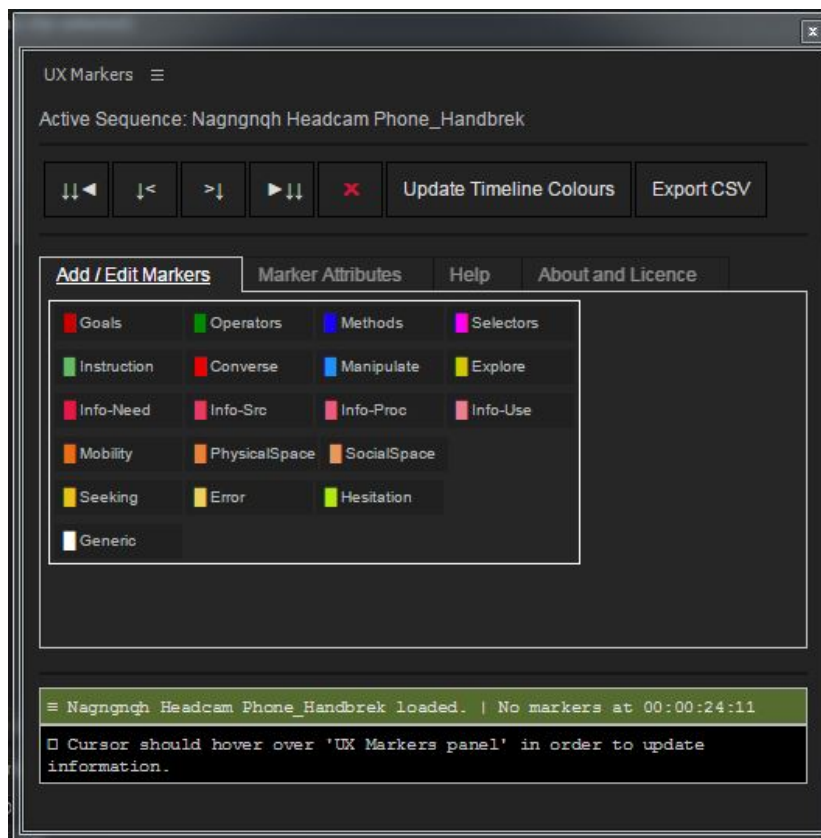 UX Markers ≡
Active Sequence: Nagngnqh Headcam Phone_Handbrek
↓↓◄ ↓< >↓ ►↓↓ × Update Timeline Colours Export CSV
Add / Edit Markers Marker Attributes Help About and Licence
Goals Operators Methods Selectors
Instruction Converse Manipulate Explore
Info-Need Info-Src Info-Proc Info-Use
Mobility PhysicalSpace SocialSpace
Seeking Error Hesitation
Generic
≡ Nagngnqh Headcam Phone_Handbrek loaded. | No markers at 00:00:24:11
□ Cursor should hover over 'UX Markers panel' in order to update
information.